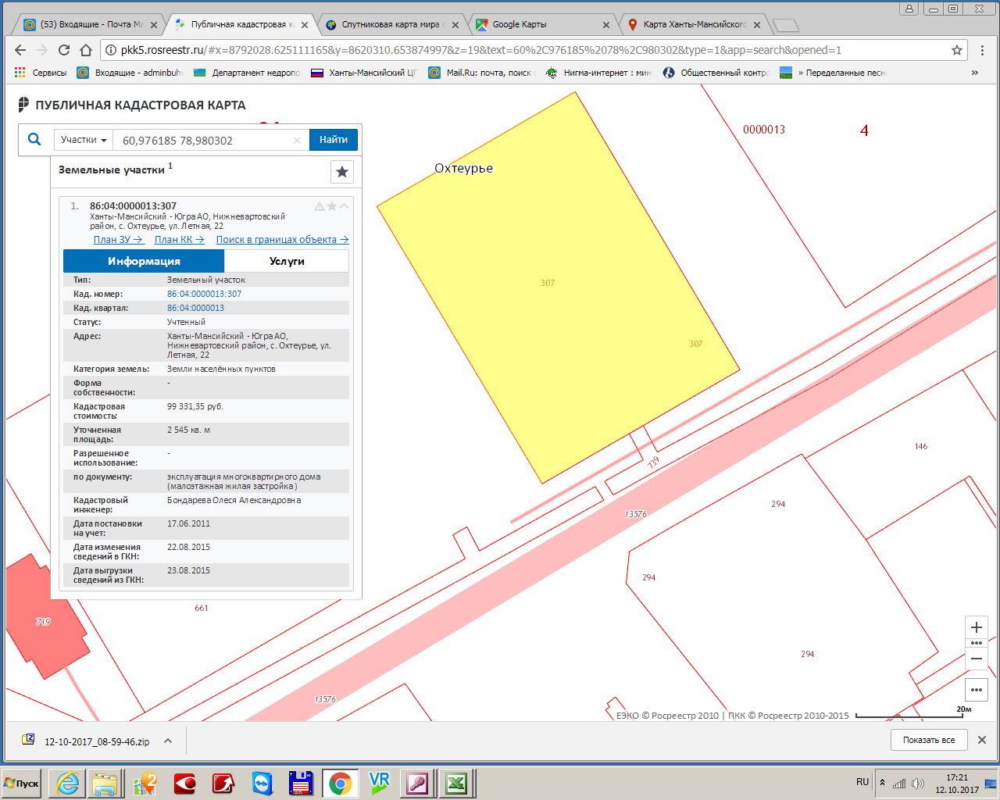 (53) Входящие - Почта Ma
Публичная кадастровая к
Спутниковая карта мира с
Google Карты
Карта Ханты-Мансийского
pkk5.rosreestr.ru/#x=8792028.625111165&y=8620310.653874997&z=19&text=60%2C976185%2078%2C980302&type=1&app=search&opened=1
Сервисы
Входящие - adminbuhv
Департамент недропо
Ханты-Мансийский ЦГ
Mail.Ru: почта, поиск
Нигма-интернет : мин
Общественный контр
» Переделанные песн
»
ПУБЛИЧНАЯ КАДАСТРОВАЯ КАРТА
Участки
60,976185 78,980302
Найти
Земельные участки 1
1. 86:04:0000013:307
Ханты-Мансийский - Югра АО, Нижневартовский
район, с. Охтеурье, ул. Летная, 22
План ЗУ → План КК → Поиск в границах объекта →
Информация
Услуги
Тип: Земельный участок
Кад. номер: 86:04:0000013:307
Кад. квартал: 86:04:0000013
Статус: Учтенный
Адрес: Ханты-Мансийский - Югра АО,
Нижневартовский район, с. Охтеурье, ул.
Летная, 22
Категория земель: Земли населённых пунктов
Форма
собственности: -
Кадастровая
стоимость: 99 331,35 руб.
Уточненная
площадь: 2 545 кв. м
Разрешенное
использование: -
по документу: эксплуатация многоквартирного дома
(малоэтажная жилая застройка )
Кадастровый
инженер: Бондарева Олеся Александровна
Дата постановки
на учет: 17.06.2011
Дата изменения
сведений в ГКН: 22.08.2015
Дата выгрузки
сведений из ГКН: 23.08.2015
Охтеурье
0000013
4
307
307
739
146
13576
294
294
294
661
719
13576
20м
ЕЭКО © Росреестр 2010 | ПКК © Росреестр 2010-2015
12-10-2017_08-59-46.zip
Показать все
Пуск
2
VR
RU
17:21
12.10.2017